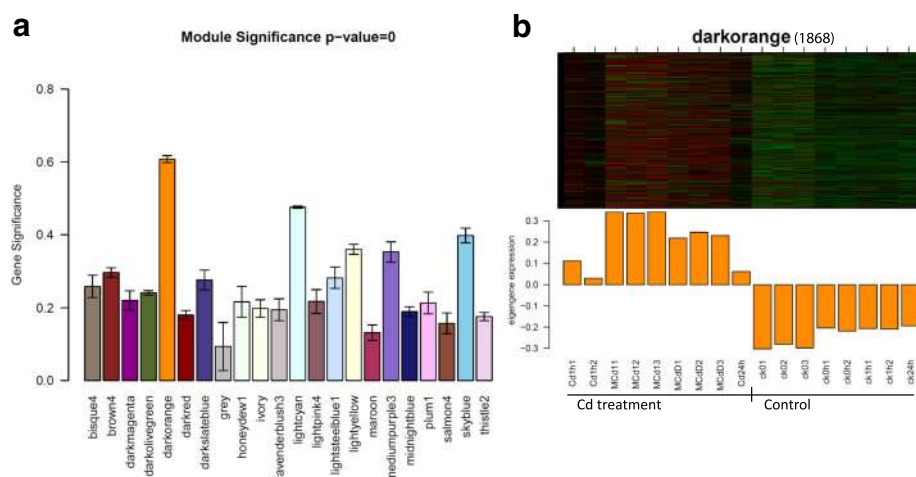 a
Module Significance p-value=0
Gene Significance
0.8
0.6
0.4
0.2
0.0
bisque4
brown4
darkmagenta
darkolivegreen
darkorange
darkred
darkslateblue
grey
honeydew1
ivory
avenderblush3
lightcyan
lightpink4
lightsteelblue1
lightyellow
maroon
nediumpurple3
midnightblue
plum1
salmon4
skyblue
thistle2
b
darkorange (1868)
eigengene expression
0.3
0.2
0.1
0.0
-0.1
-0.2
-0.3
Cd1h1
Cd1h2
MCd11
MCd12
MCd13
MCdD1
MCdD2
MCdD3
Cd24h
ck01
ck02
ck03
ck0h1
ck0h2
ck1h1
ck1h2
ck24h
Cd treatment
Control